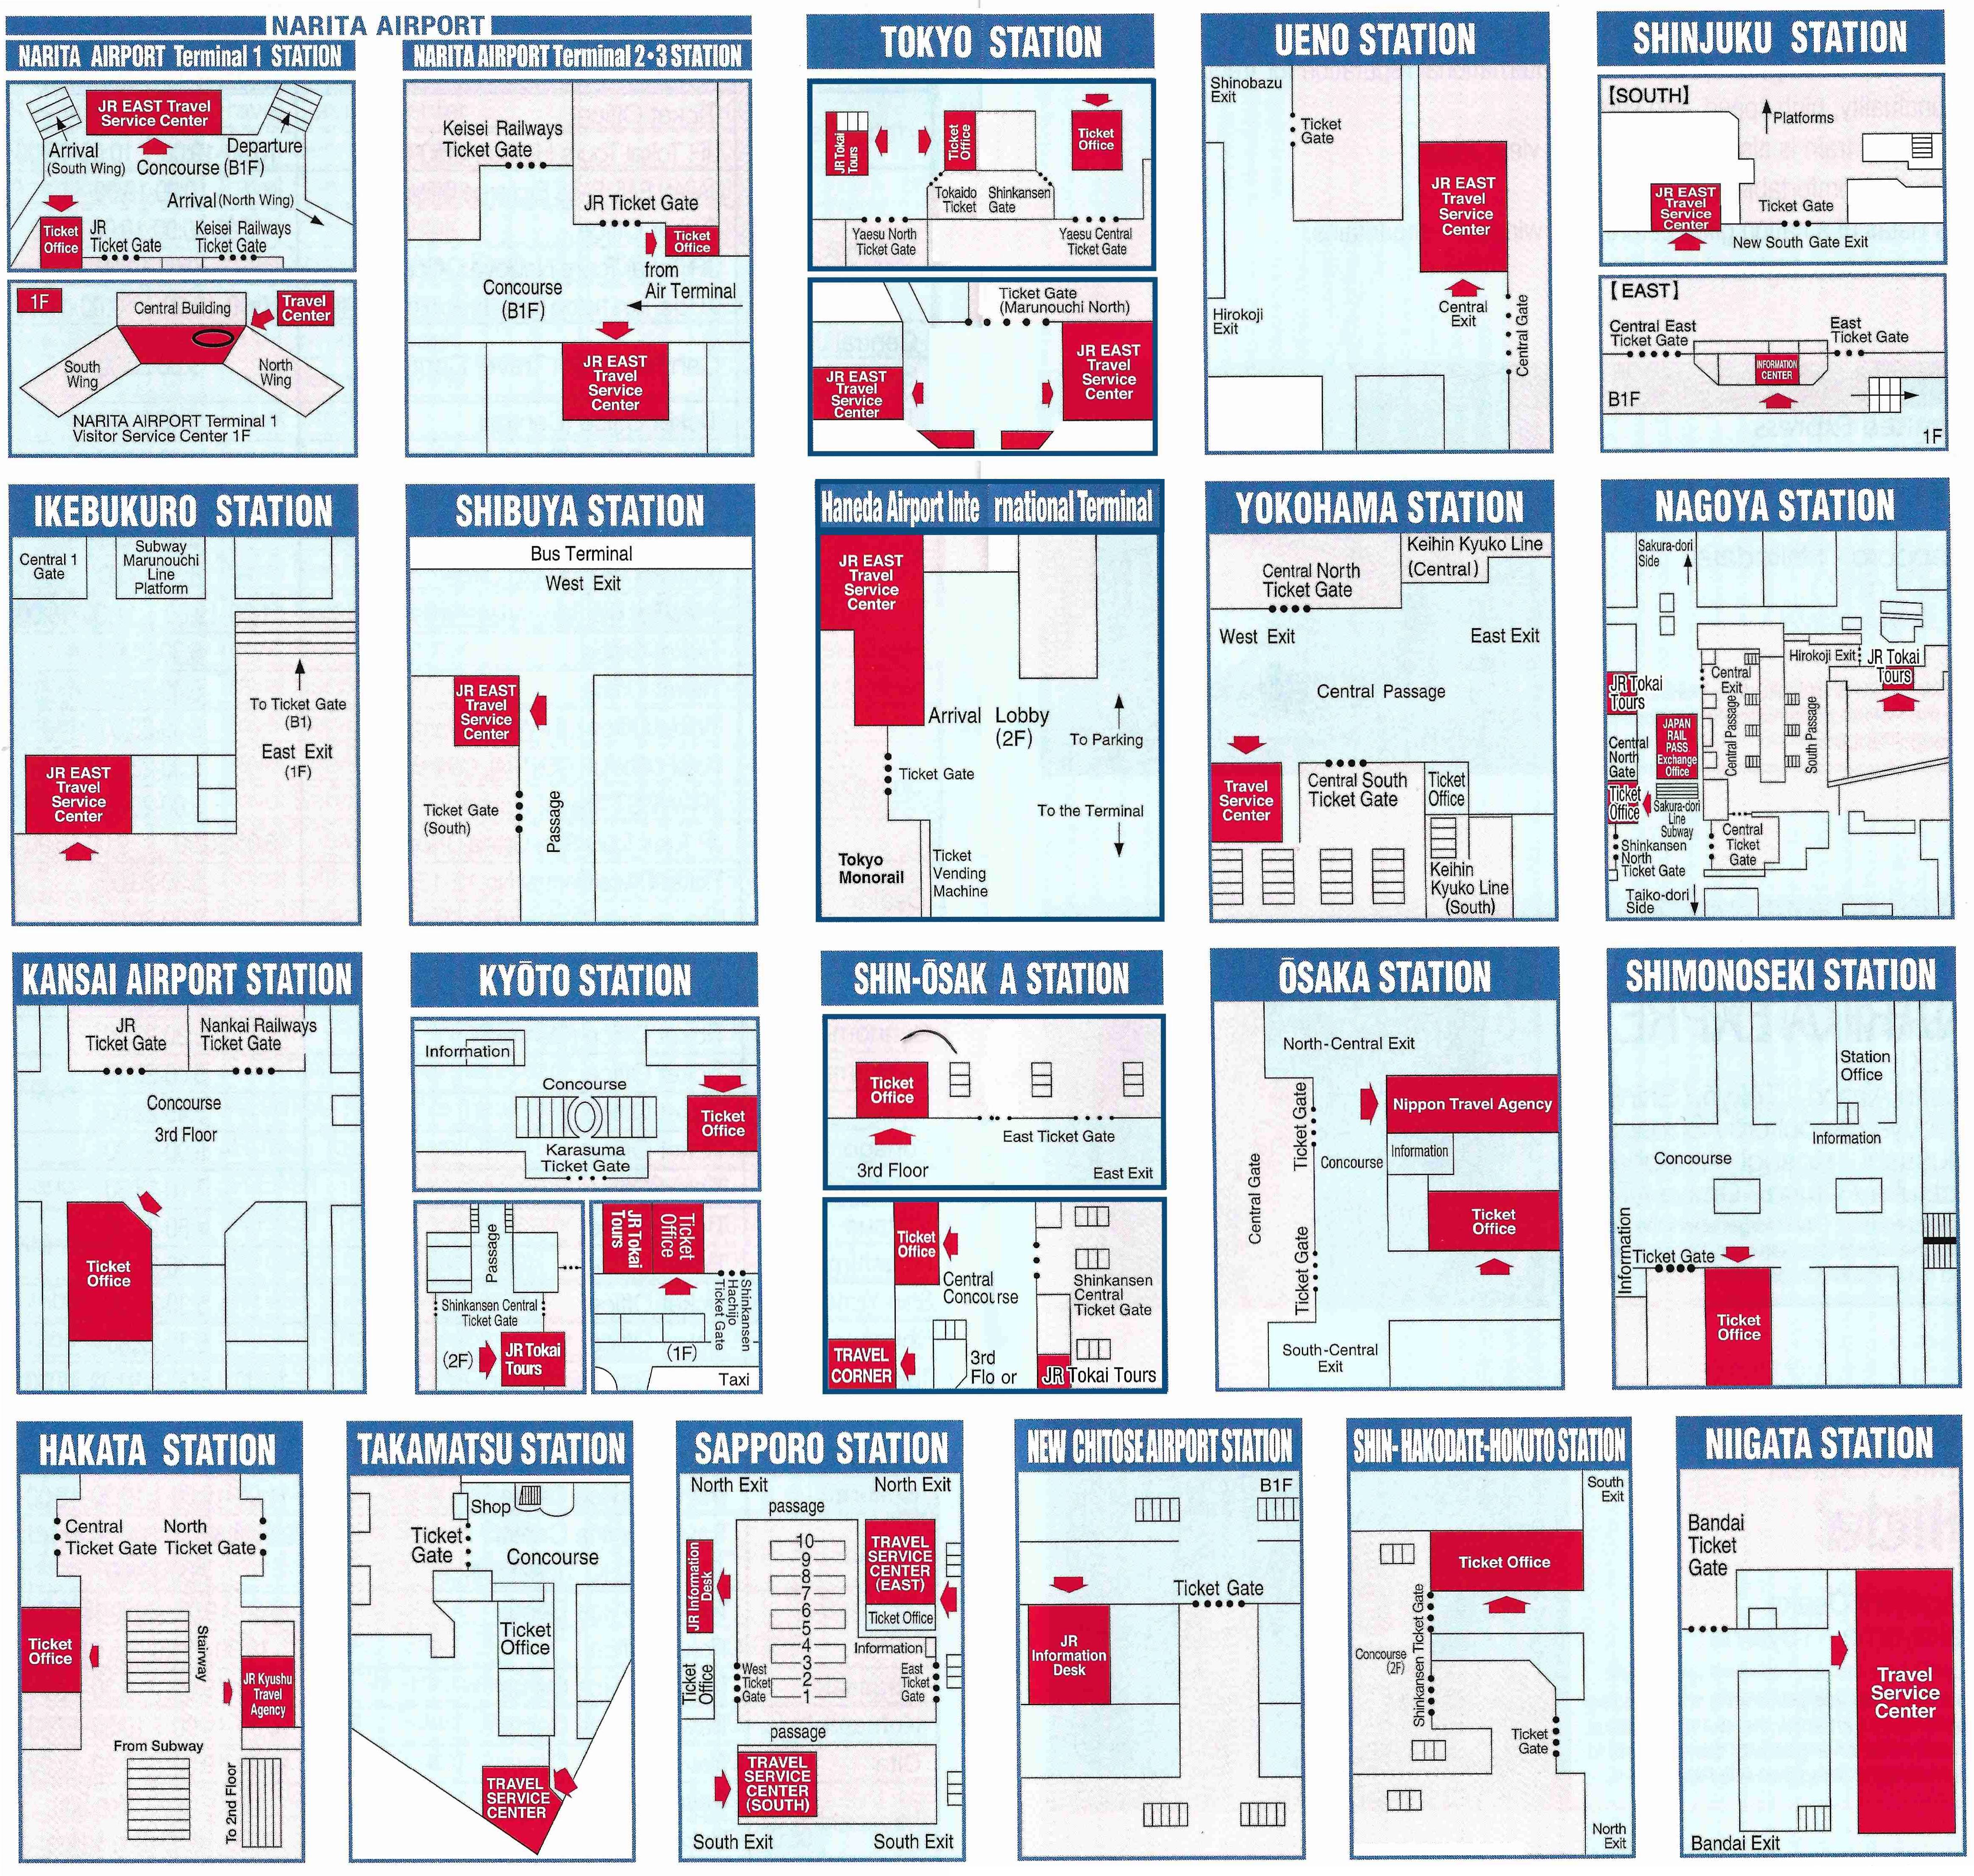 NARITA AIRPORT
NARITA AIRPORT Terminal 1 STATION
JR EAST Travel
Service Center
Arrival
(South Wing)
Concourse (B1F)
Departure
Arrival (North Wing)
Ticket
Office
JR
Ticket Gate
Keisei Railways
Ticket Gate
1F
Central Building
Travel
Center
South
Wing
North
Wing
NARITA AIRPORT Terminal 1
Visitor Service Center 1F
NARITA AIRPORT Terminal 2•3 STATION
Keisei Railways
Ticket Gate
JR Ticket Gate
Ticket
Office
from
Air Terminal
Concourse
(B1F)
JR EAST
Travel
Service
Center
TOKYO STATION
JR Tokai
Tours
Ticket
Office
Ticket
Office
Tokaido Shinkansen
Ticket Gate
Yaesu North
Ticket Gate
Yaesu Central
Ticket Gate
Ticket Gate
(Marunouchi North)
JR EAST
Travel
Service
Center
JR EAST
Travel
Service
Center
UENO STATION
Shinobazu
Exit
Ticket
Gate
JR EAST
Travel
Service
Center
Hirokoji
Exit
Central
Exit
Central Gate
SHINJUKU STATION
【SOUTH】
Platforms
JR EAST
Travel
Service
Center
Ticket Gate
New South Gate Exit
【EAST】
Central East
Ticket Gate
East
Ticket Gate
INFORMATION
CENTER
B1F
1F
IKEBUKURO STATION
Central 1
Gate
Subway
Marunouchi
Line
Platform
To Ticket Gate
(B1)
East Exit
(1F)
JR EAST
Travel
Service
Center
SHIBUYA STATION
Bus Terminal
West Exit
JR EAST
Travel
Service
Center
Ticket Gate
(South)
Passage
Haneda Airport Inte rnational Terminal
JR EAST
Travel
Service
Center
Arrival Lobby
(2F)
To Parking
Ticket Gate
To the Terminal
Tokyo
Monorail
Ticket
Vending
Machine
YOKOHAMA STATION
Keihin Kyuko Line
(Central)
Central North
Ticket Gate
West Exit
East Exit
Central Passage
Travel
Service
Center
Central South
Ticket Gate
Ticket
Office
Keihin
Kyuko Line
(South)
NAGOYA STATION
Sakura-dori
Side
Hirokoji Exit
JR Tokai
Tours
JR Tokai
Tours
Central
Exit
JAPAN
RAIL
PASS
Exchange
Office
Central Passage
South Passage
Central
North
Gate
Ticket
Office
Sakura-dori
Line
Subway
Shinkansen
North
Ticket Gate
Central
Ticket
Gate
Taiko-dori
Side
KANSAI AIRPORT STATION
JR
Ticket Gate
Nankai Railways
Ticket Gate
Concourse
3rd Floor
Ticket
Office
KYŌTO STATION
Information
Concourse
Ticket
Office
Karasuma
Ticket Gate
Passage
Shinkansen Central
Ticket Gate
(2F)
JR Tokai
Tours
JR Tokai
Tours
Ticket
Office
Shinkansen
Hachijo
Ticket Gate
(1F)
Taxi
SHIN-ŌSAK A STATION
Ticket
Office
East Ticket Gate
3rd Floor
East Exit
Ticket
Office
Central
Concourse
Shinkansen
Central
Ticket Gate
TRAVEL
CORNER
3rd
Flo or
JR Tokai Tours
ŌSAKA STATION
North-Central Exit
Ticket Gate
Nippon Travel Agency
Information
Concourse
Central Gate
Ticket
Office
Ticket Gate
South-Central
Exit
SHIMONOSEKI STATION
Station
Office
Information
Concourse
Information
Ticket Gate
Ticket
Office
HAKATA STATION
Central
Ticket Gate
North
Ticket Gate
Ticket
Office
Stairway
JR Kyushu
Travel
Agency
From Subway
To 2nd Floor
TAKAMATSU STATION
Shop
Ticket
Gate
Concourse
Ticket
Office
TRAVEL
SERVICE
CENTER
SAPPORO STATION
North Exit
North Exit
passage
JR Information
Desk
10
9
8
7
6
5
4
3
2
1
TRAVEL
SERVICE
CENTER
(EAST)
Ticket Office
Information
Ticket
Office
West
Ticket
Gate
East
Ticket
Gate
passage
TRAVEL
SERVICE
CENTER
(SOUTH)
South Exit
South Exit
NEW CHITOSE AIRPORT STATION
B1F
Ticket Gate
JR
Information
Desk
SHIN-HAKODATE-HOKUTO STATION
South
Exit
Ticket Office
Shinkansen Ticket Gate
Concourse
(2F)
Ticket
Gate
North
Exit
NIIGATA STATION
Bandai
Ticket
Gate
Travel
Service
Center
Bandai Exit